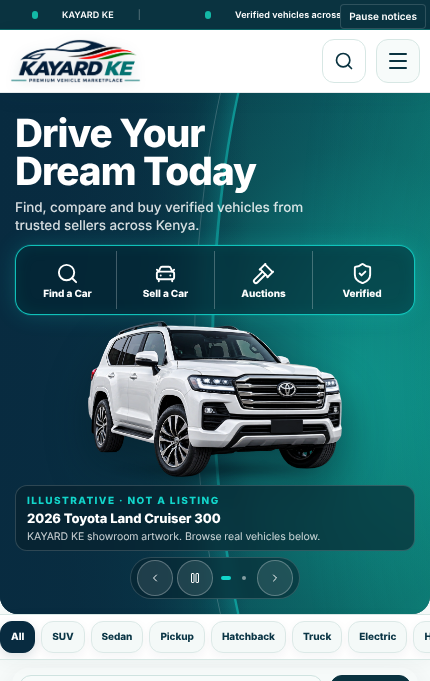 KAYARD KE
Verified vehicles across
Pause notices
KAYARD KE
PREMIUM VEHICLE MARKETPLACE
Drive Your
Dream Today
Find, compare and buy verified vehicles from
trusted sellers across Kenya.
Find a Car
Sell a Car
Auctions
Verified
ILLUSTRATIVE · NOT A LISTING
2026 Toyota Land Cruiser 300
KAYARD KE showroom artwork. Browse real vehicles below.
All
SUV
Sedan
Pickup
Hatchback
Truck
Electric